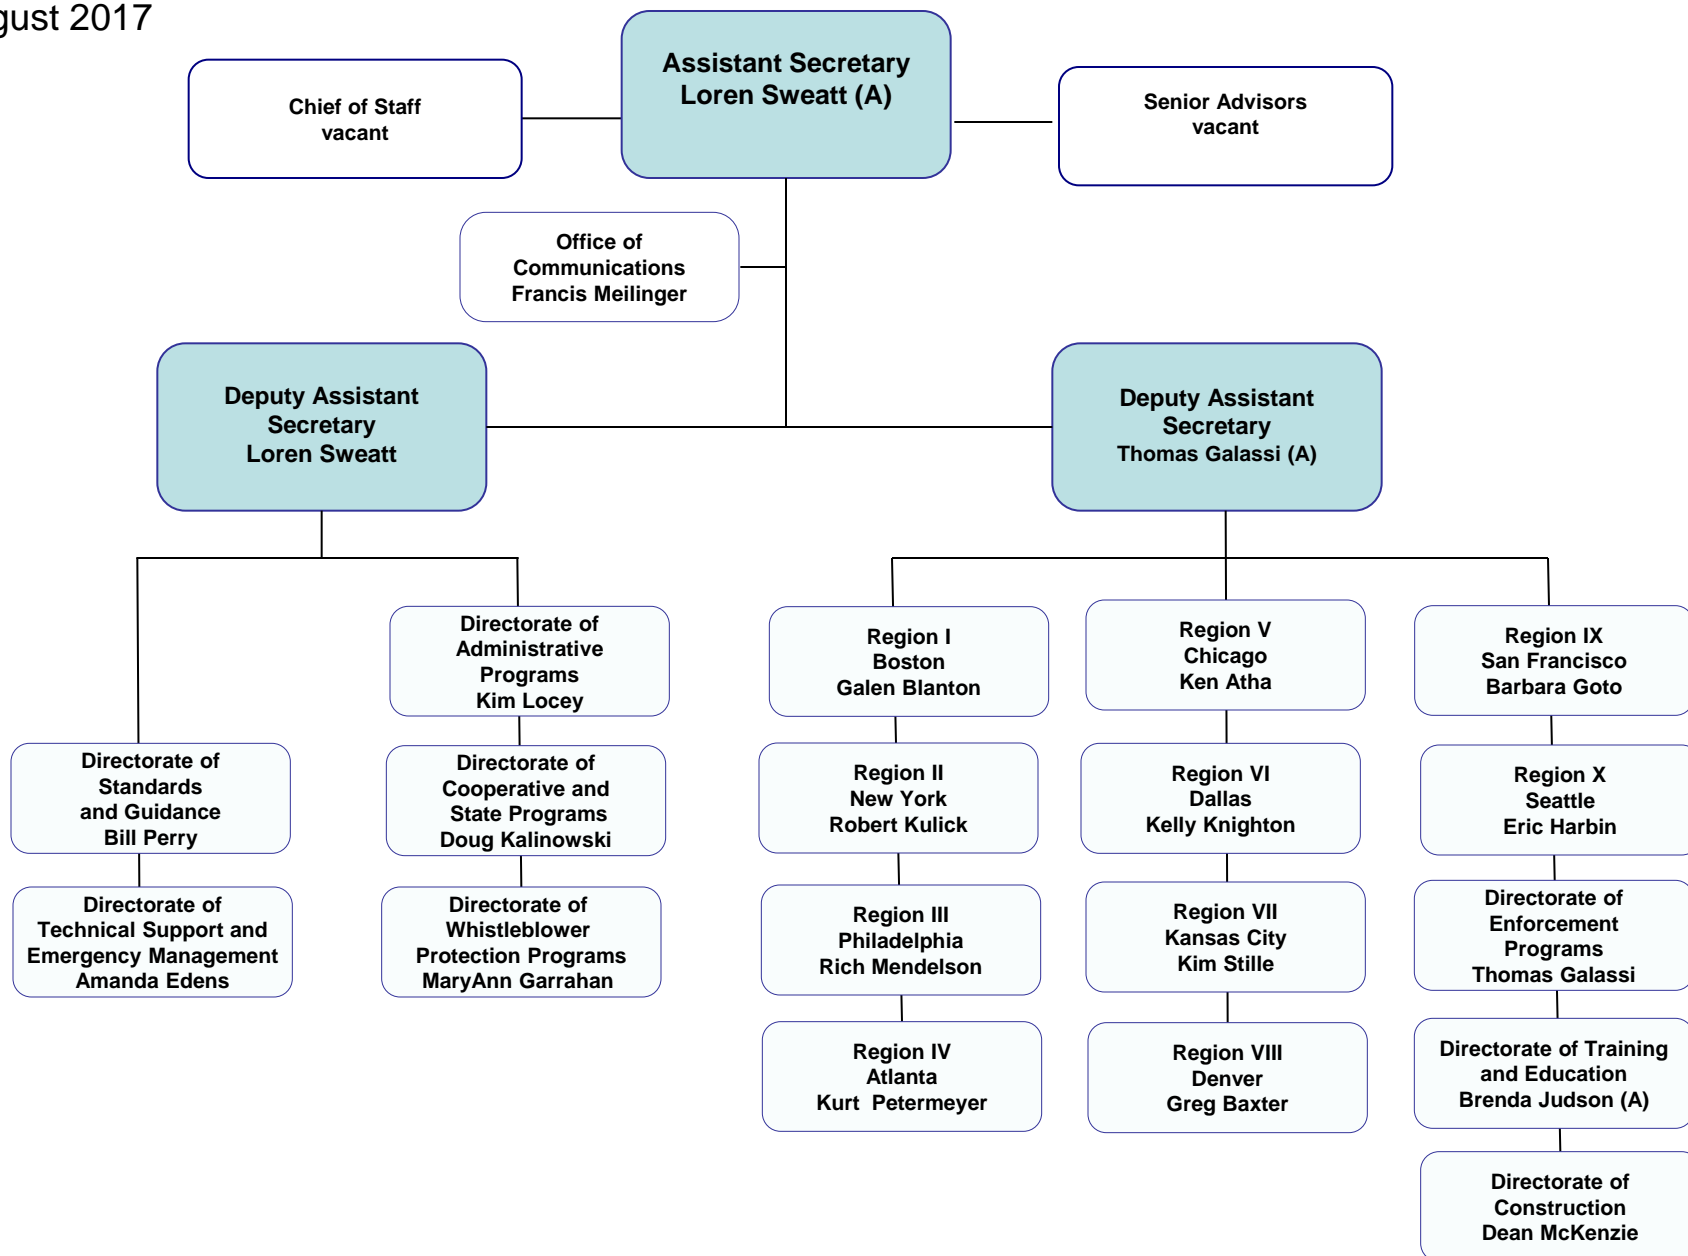 gust 2017
Assistant Secretary
Loren Sweatt (A)
Chief of Staff
vacant
Senior Advisors
vacant
Office of
Communications
Francis Meilinger
Deputy Assistant
Secretary
Loren Sweatt
Deputy Assistant
Secretary
Thomas Galassi (A)
Directorate of
Administrative
Programs
Kim Locey
Directorate of
Standards
and Guidance
Bill Perry
Directorate of
Cooperative and
State Programs
Doug Kalinowski
Directorate of
Technical Support and
Emergency Management
Amanda Edens
Directorate of
Whistleblower
Protection Programs
MaryAnn Garrahan
Region I
Boston
Galen Blanton
Region II
New York
Robert Kulick
Region III
Philadelphia
Rich Mendelson
Region IV
Atlanta
Kurt Petermeyer
Region V
Chicago
Ken Atha
Region VI
Dallas
Kelly Knighton
Region VII
Kansas City
Kim Stille
Region VIII
Denver
Greg Baxter
Region IX
San Francisco
Barbara Goto
Region X
Seattle
Eric Harbin
Directorate of
Enforcement
Programs
Thomas Galassi
Directorate of Training
and Education
Brenda Judson (A)
Directorate of
Construction
Dean McKenzie